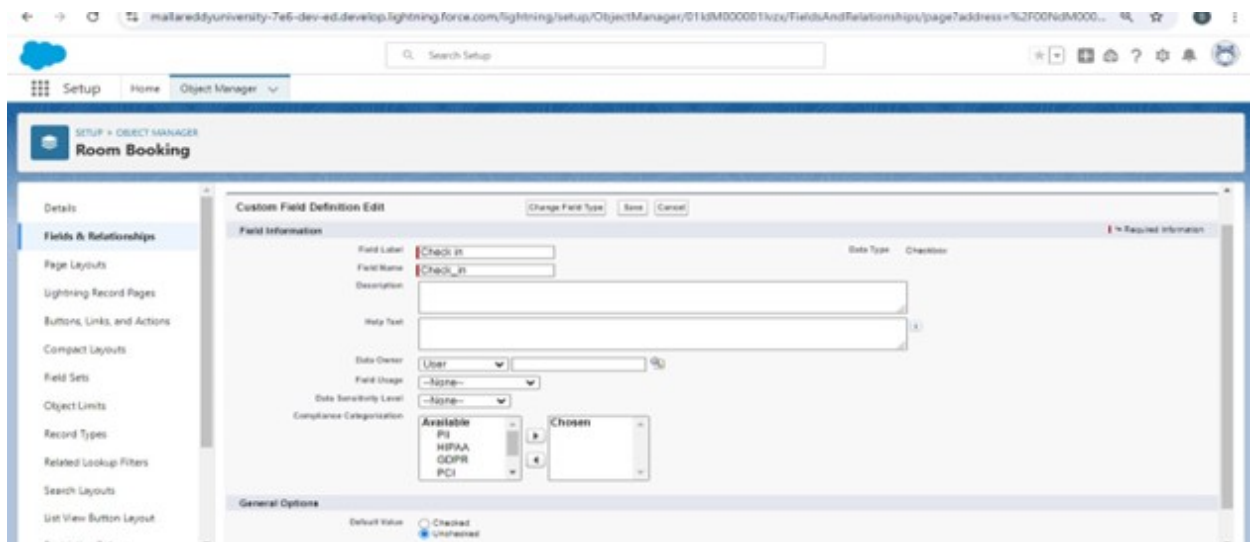 mallareddyuniversity-7e6-dev-ed.develop.lightning.force.com/lightning/setup/ObjectManager/
Search Setup
Setup Home Object Manager
SETUP > OBJECT MANAGER
Room Booking
Details
Fields & Relationships
Page Layouts
Lightning Record Pages
Buttons, Links, and Actions
Compact Layouts
Field Sets
Object Limits
Record Types
Related Lookup Filters
Search Layouts
List View Button Layout
Custom Field Definition Edit Change Field Type Save Cancel
Field Information = Required Information
Field Label Check in Data Type Checkbox
Field Name Check_in
Description
Help Text
Data Owner User
Field Usage --None--
Data Sensitivity Level --None--
Compliance Categorization
Available Chosen
PII
HIPAA
GDPR
PCI
General Options
Default Value Checked
Unchecked